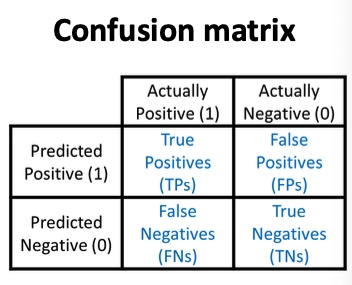 Confusion matrix
Actually Actually
Positive (1) Negative (0)
Predicted
Positive (1)
True
Positives
(TPs)
False
Positives
(FPs)
Predicted
Negative (0)
False
Negatives
(FNs)
True
Negatives
(TNs)